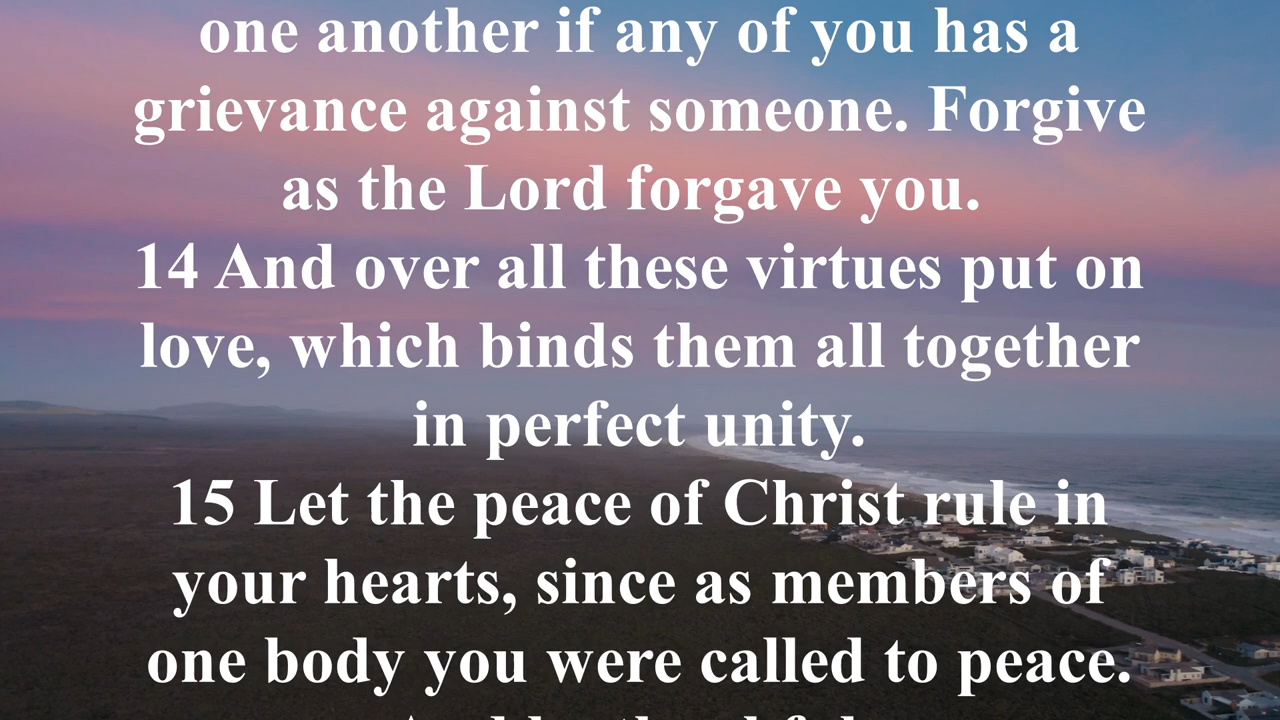 one another if any of you has a
grievance against someone. Forgive
as the Lord forgave you.
14 And over all these virtues put on
love, which binds them all together
in perfect unity.
15 Let the peace of Christ rule in
your hearts, since as members of
one body you were called to peace.